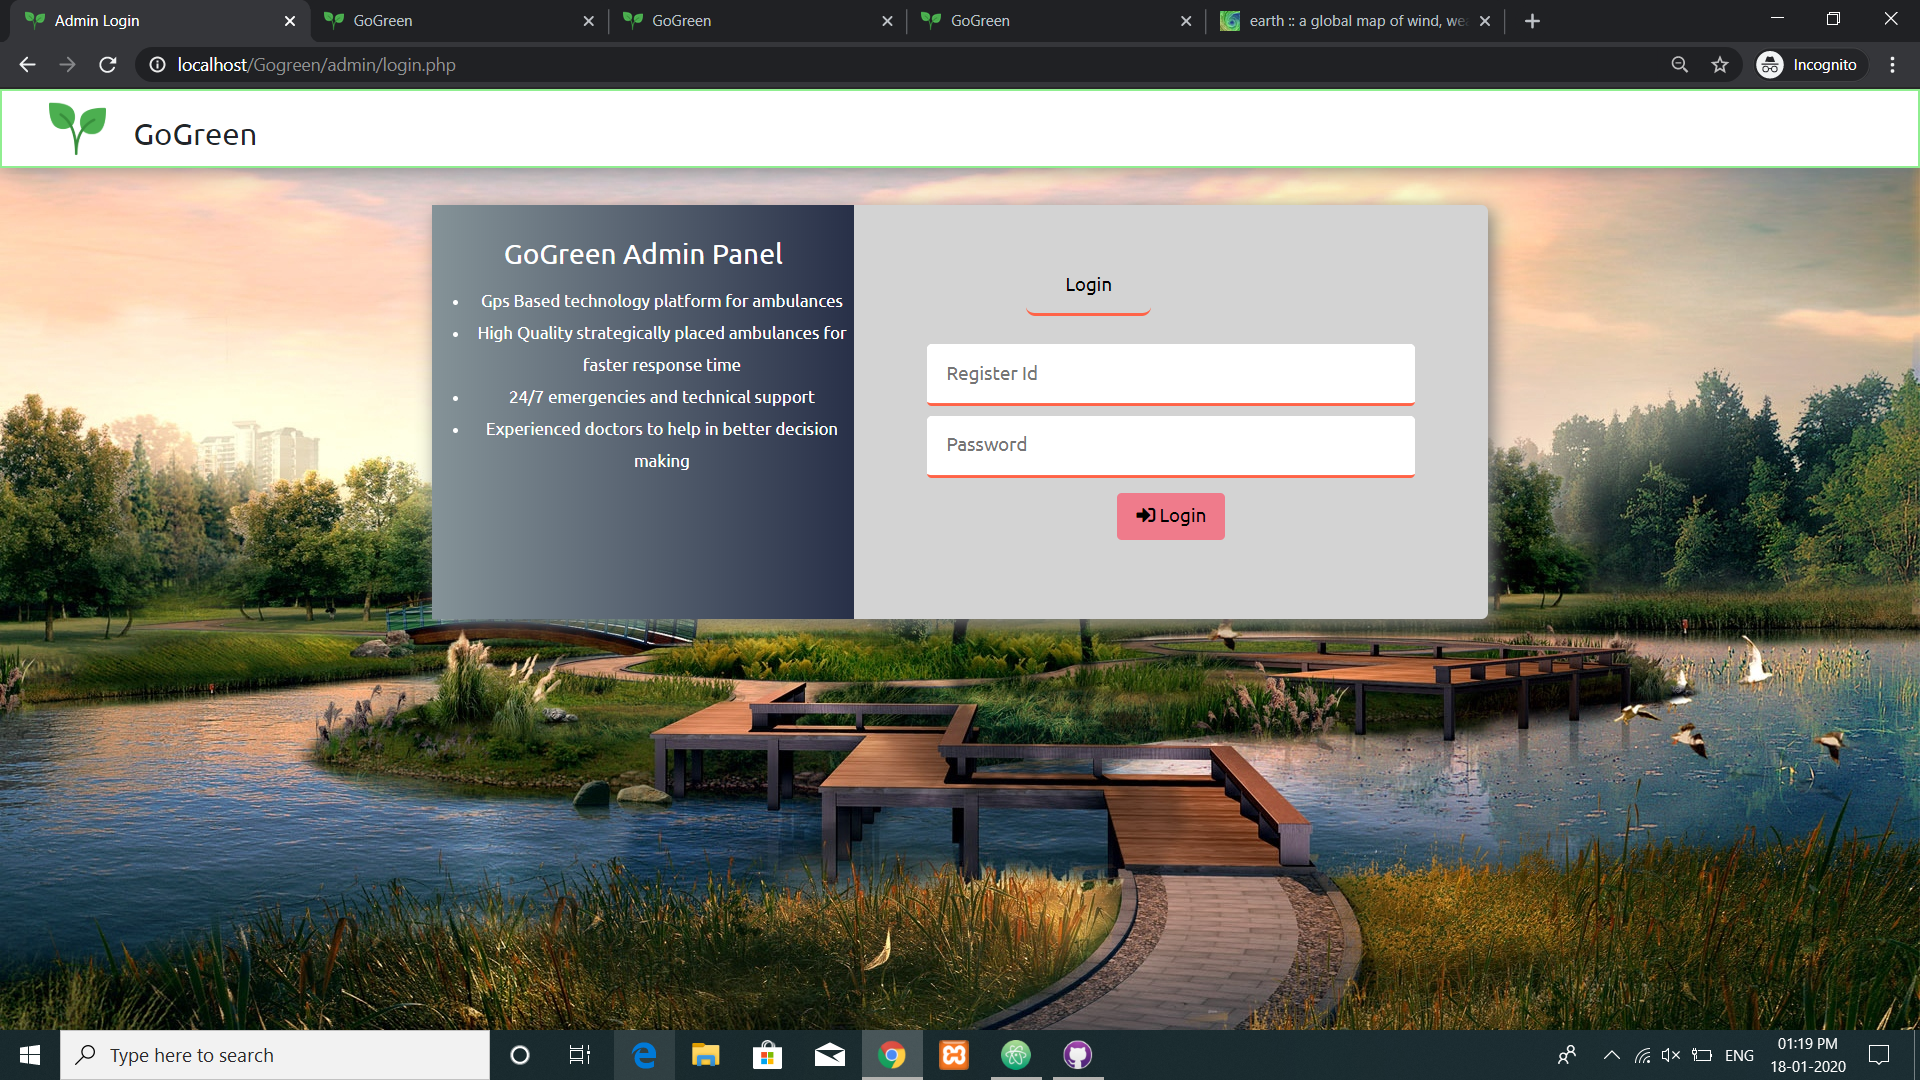 Admin Login
GoGreen
GoGreen
GoGreen
earth :: a global map of wind, wea
localhost/Gogreen/admin/login.php
Incognito
GoGreen
GoGreen Admin Panel
• Gps Based technology platform for ambulances
• High Quality strategically placed ambulances for
faster response time
• 24/7 emergencies and technical support
• Experienced doctors to help in better decision
making
Login
Register Id
Password
Login
Type here to search
ENG
01:19 PM
18-01-2020